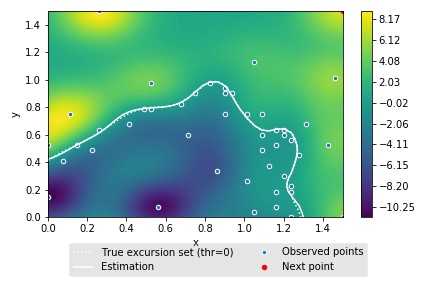 1.4
1.2
1.0
0.8
0.6
0.4
0.2
0.0
y
0.0 0.2 0.4 0.6 0.8 1.0 1.2 1.4
x
8.17
6.12
4.08
2.03
−0.02
−2.06
−4.11
−6.15
−8.20
−10.25
True excursion set (thr=0)
Estimation
Observed points
Next point